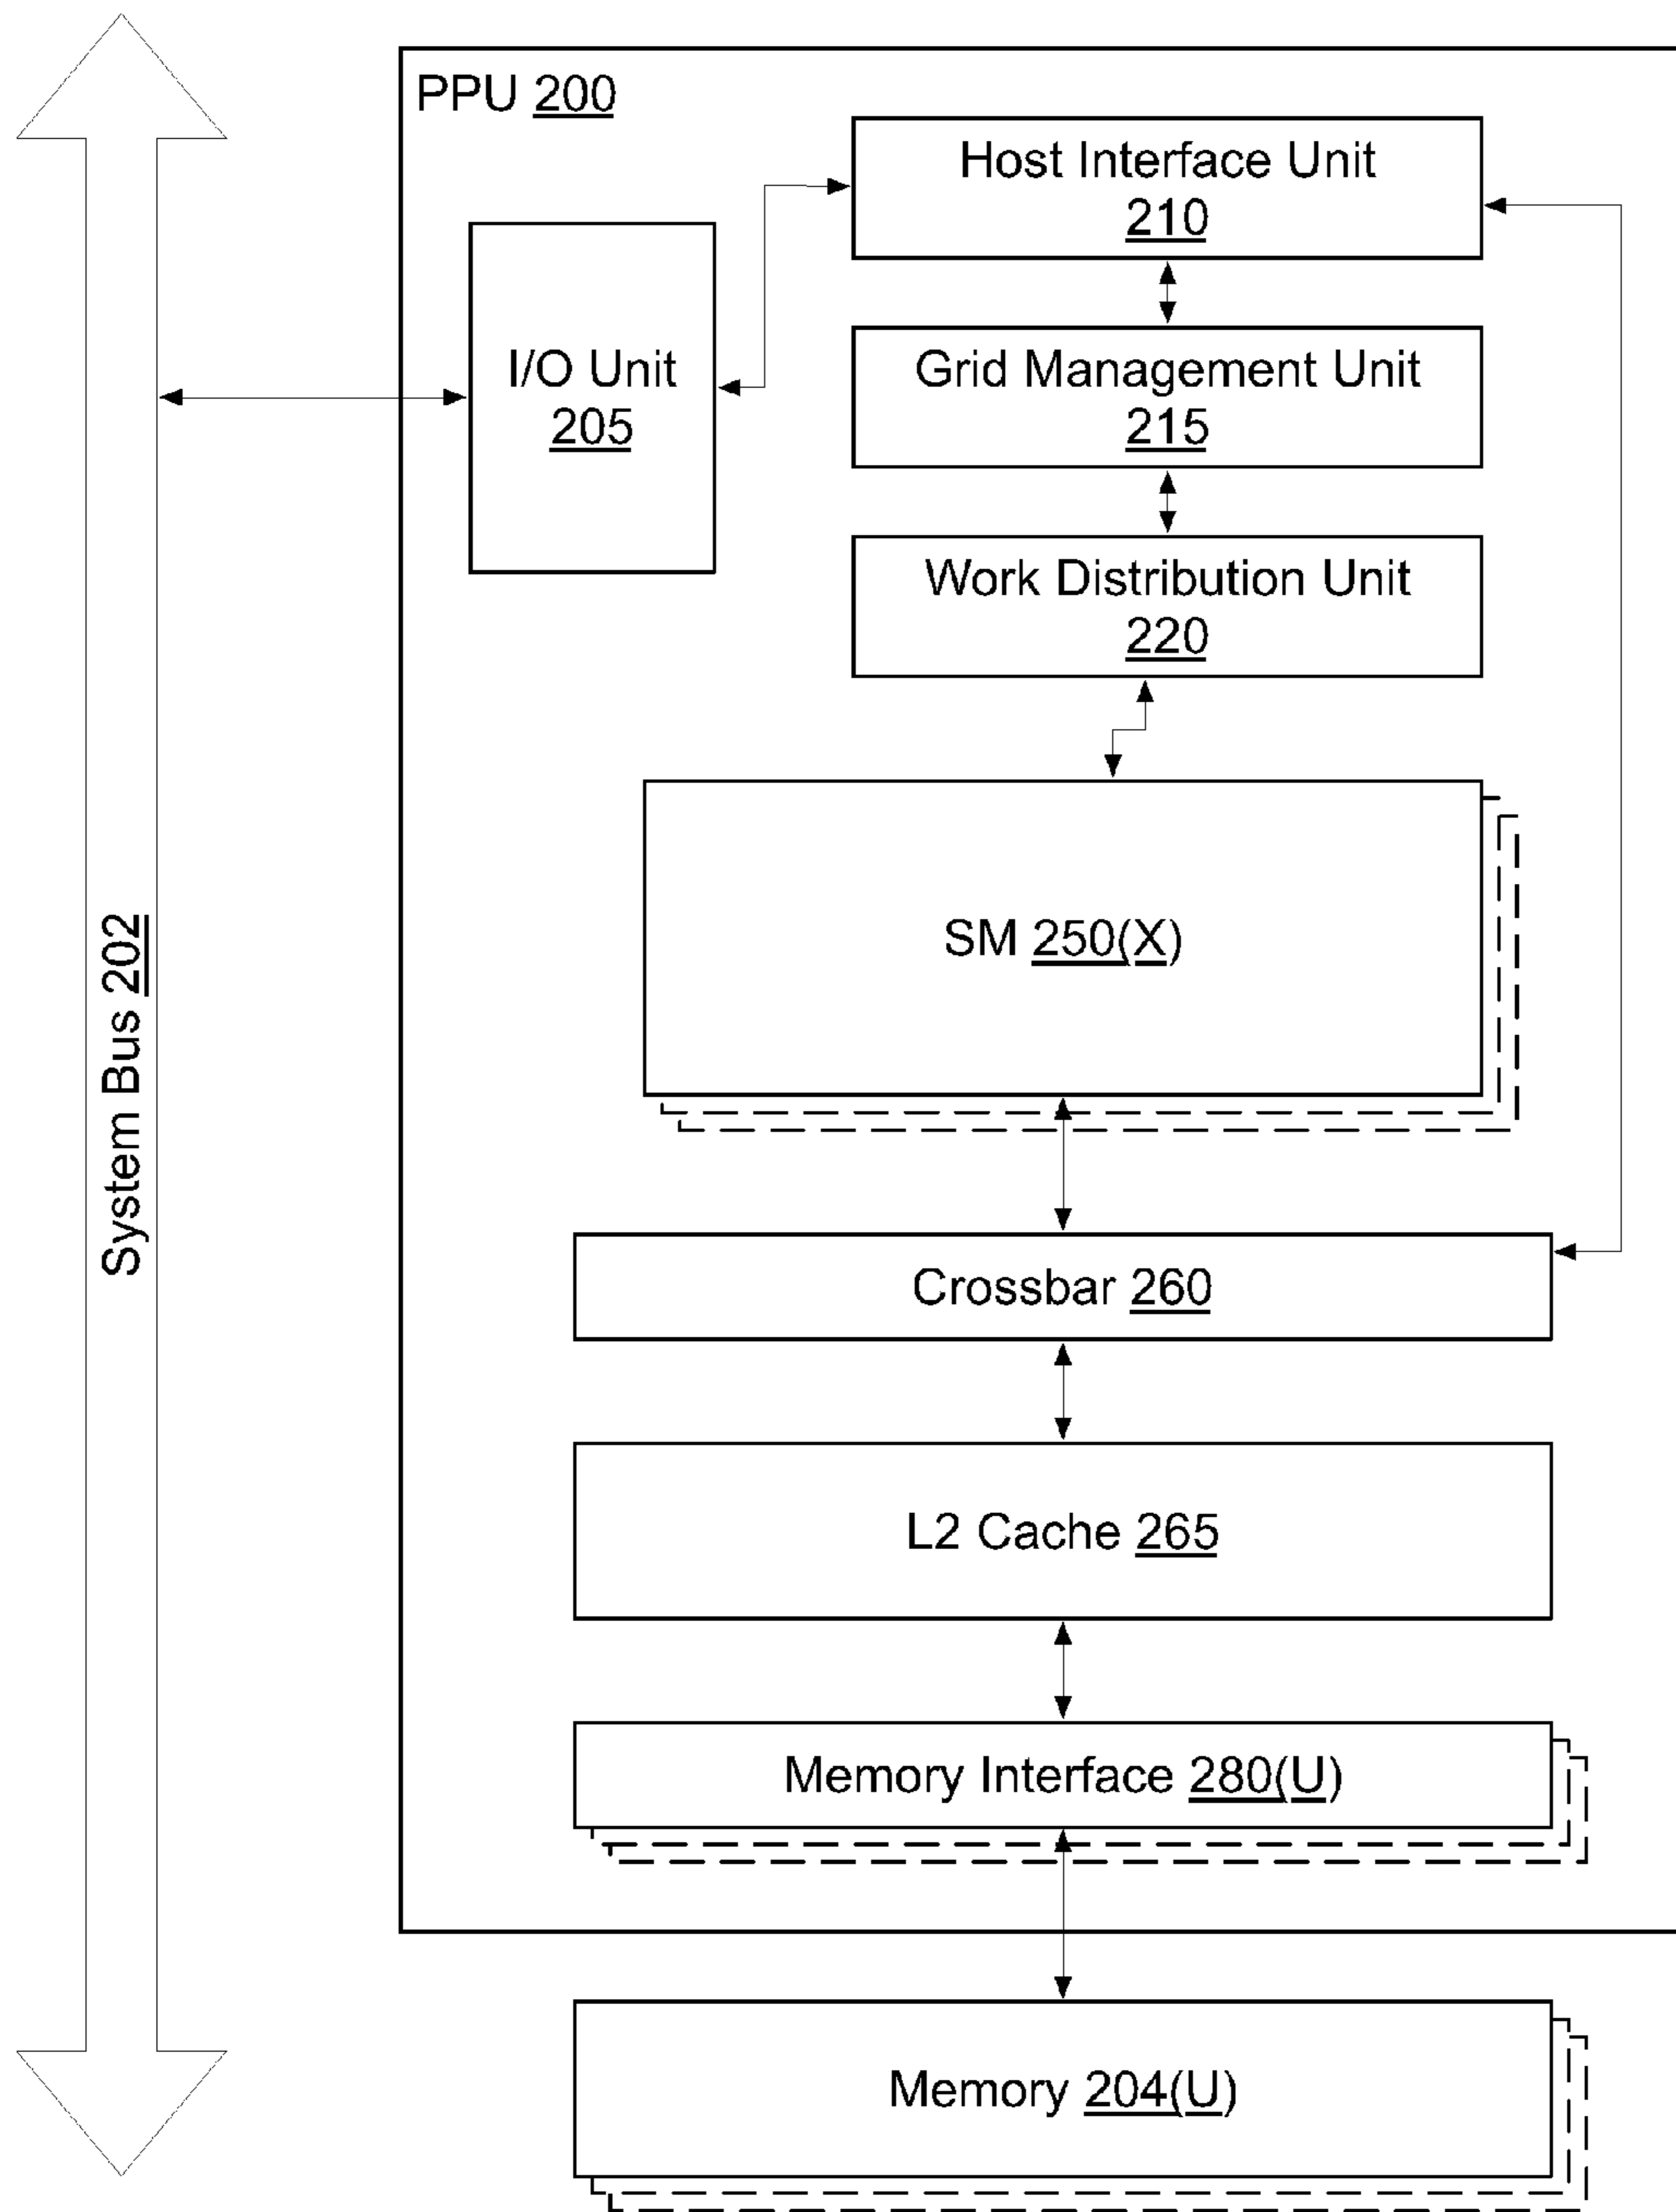 PPU 200
Host Interface Unit
210
I/O Unit
205
Grid Management Unit
215
Work Distribution Unit
220
SM 250(X)
System Bus 202
Crossbar 260
L2 Cache 265
Memory Interface 280(U)
Memory 204(U)